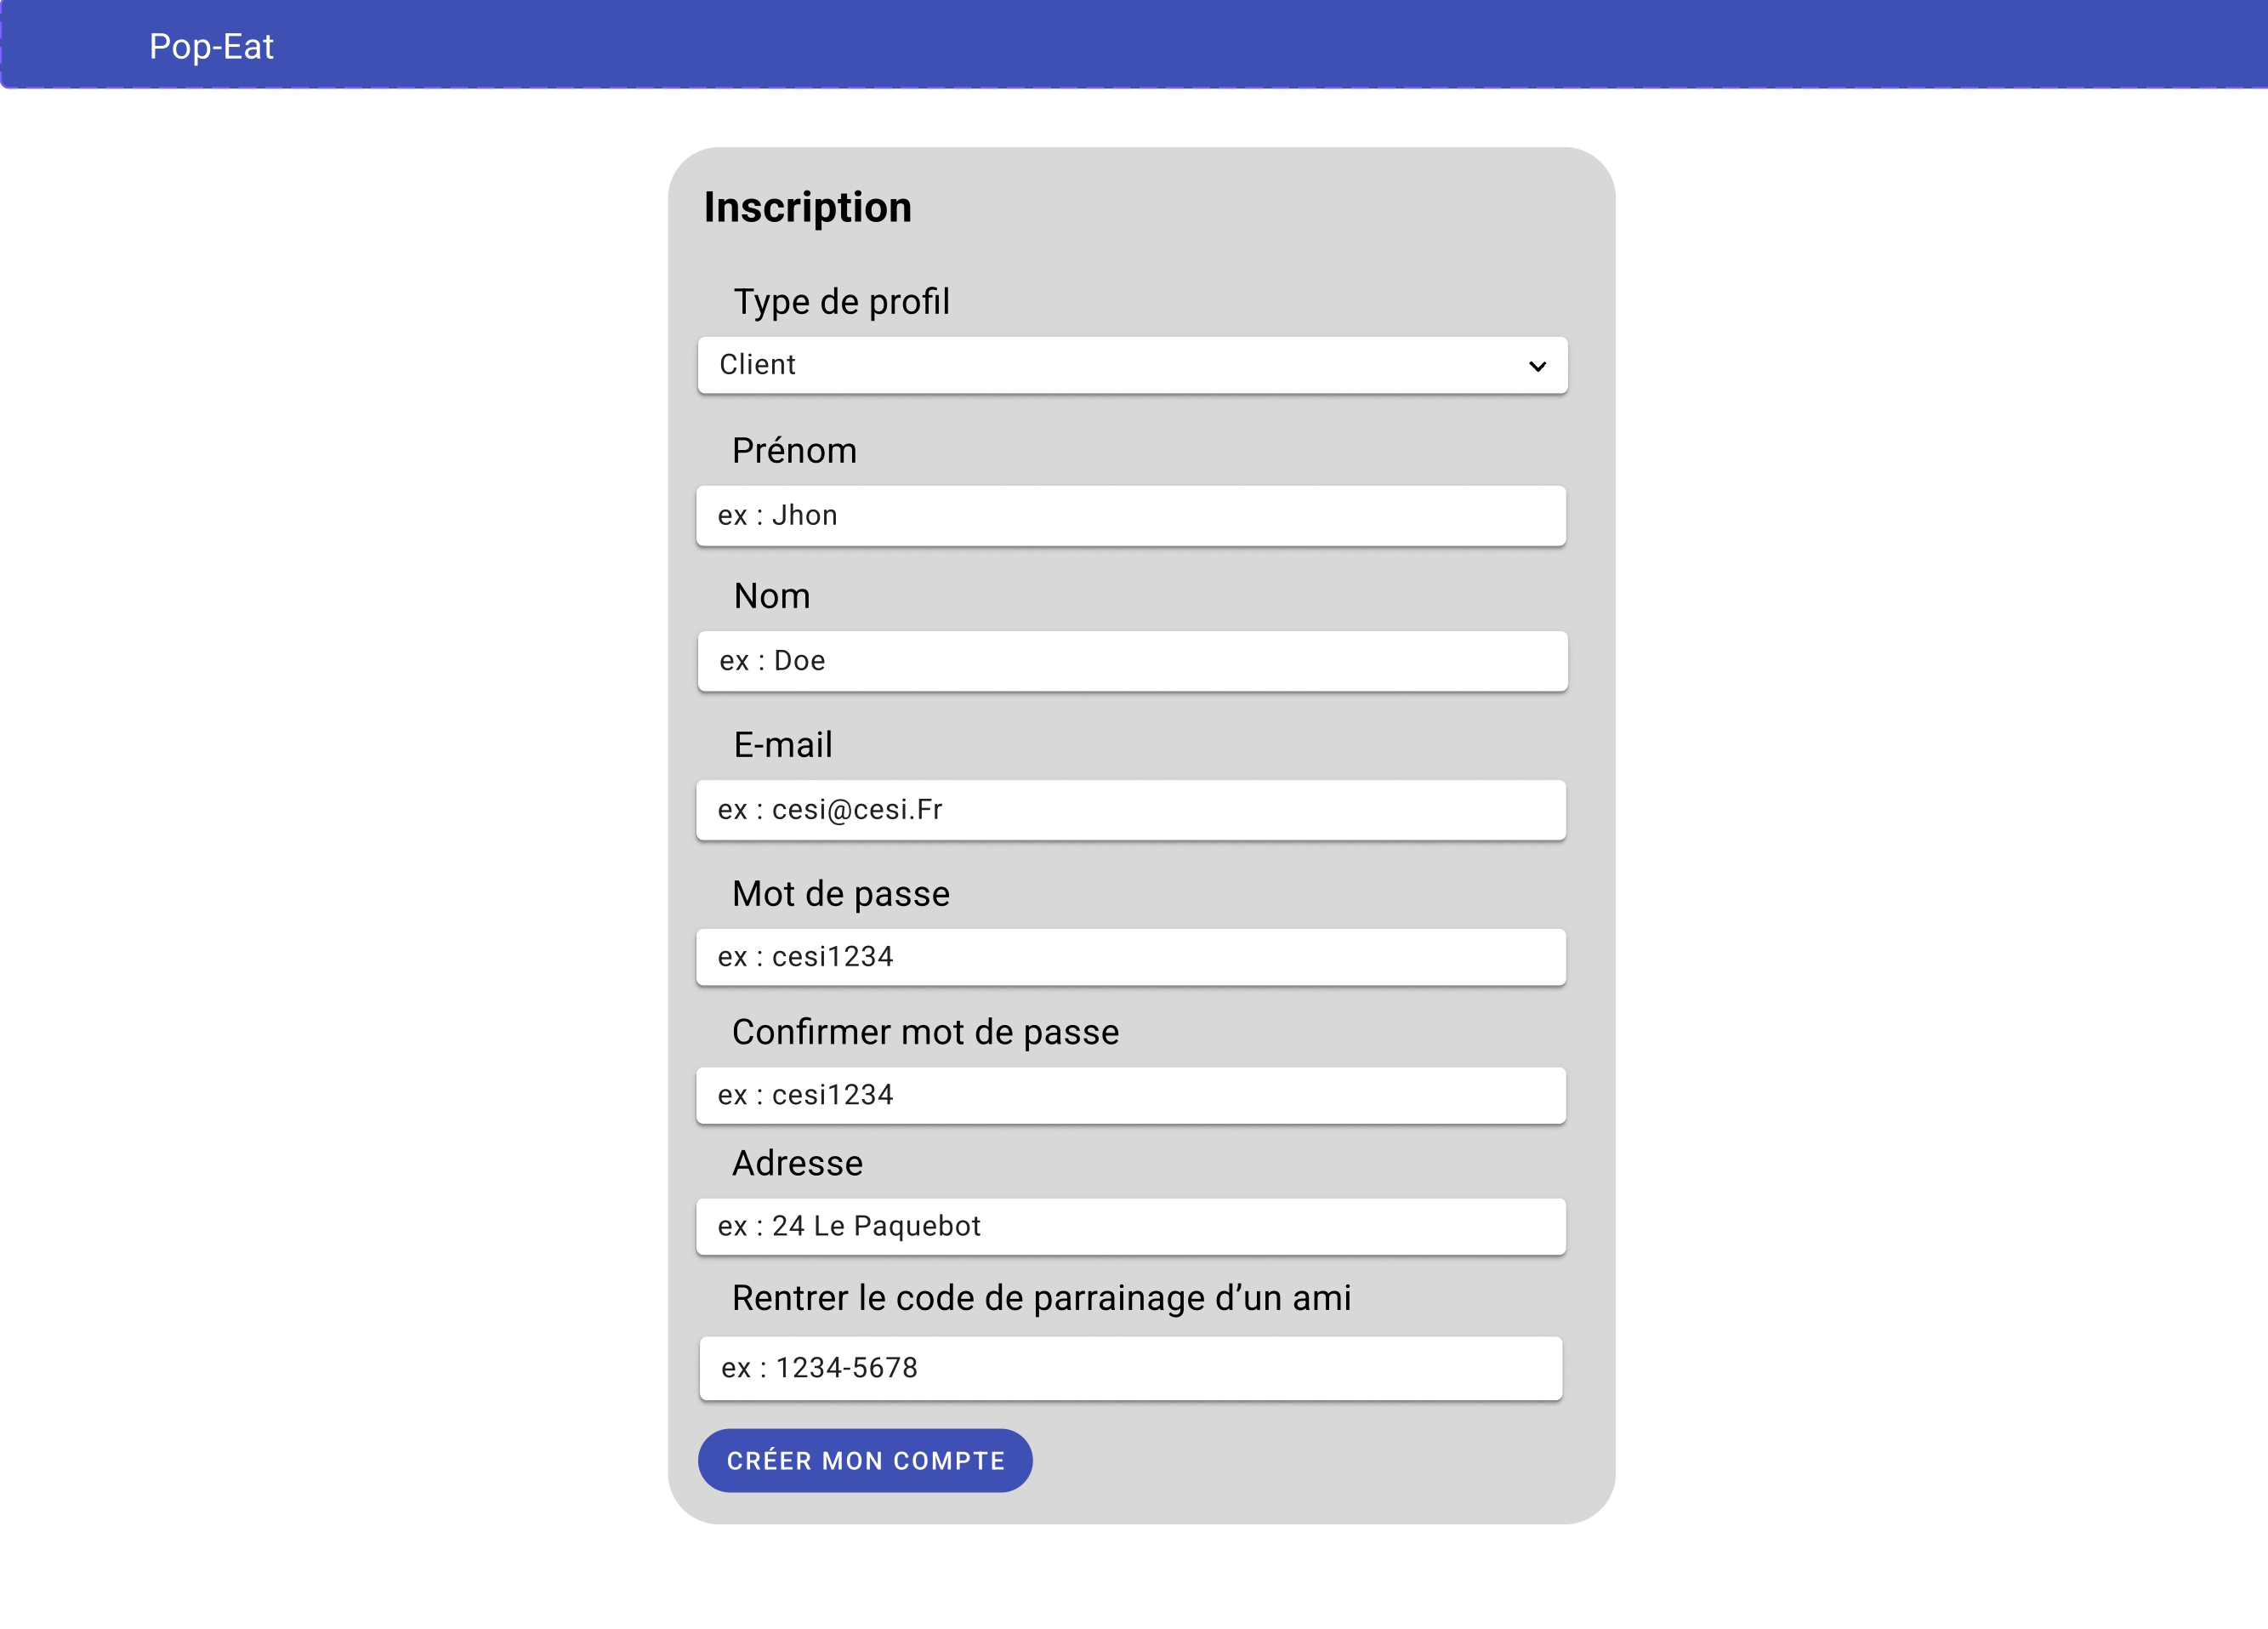 Pop-Eat
Inscription
Type de profil
Client
Prénom
ex : Jhon
Nom
ex : Doe
E-mail
ex : cesi@cesi.Fr
Mot de passe
ex : cesi1234
Confirmer mot de passe
ex : cesi1234
Adresse
ex : 24 Le Paquebot
Rentrer le code de parrainage d’un ami
ex : 1234-5678
CRÉER MON COMPTE